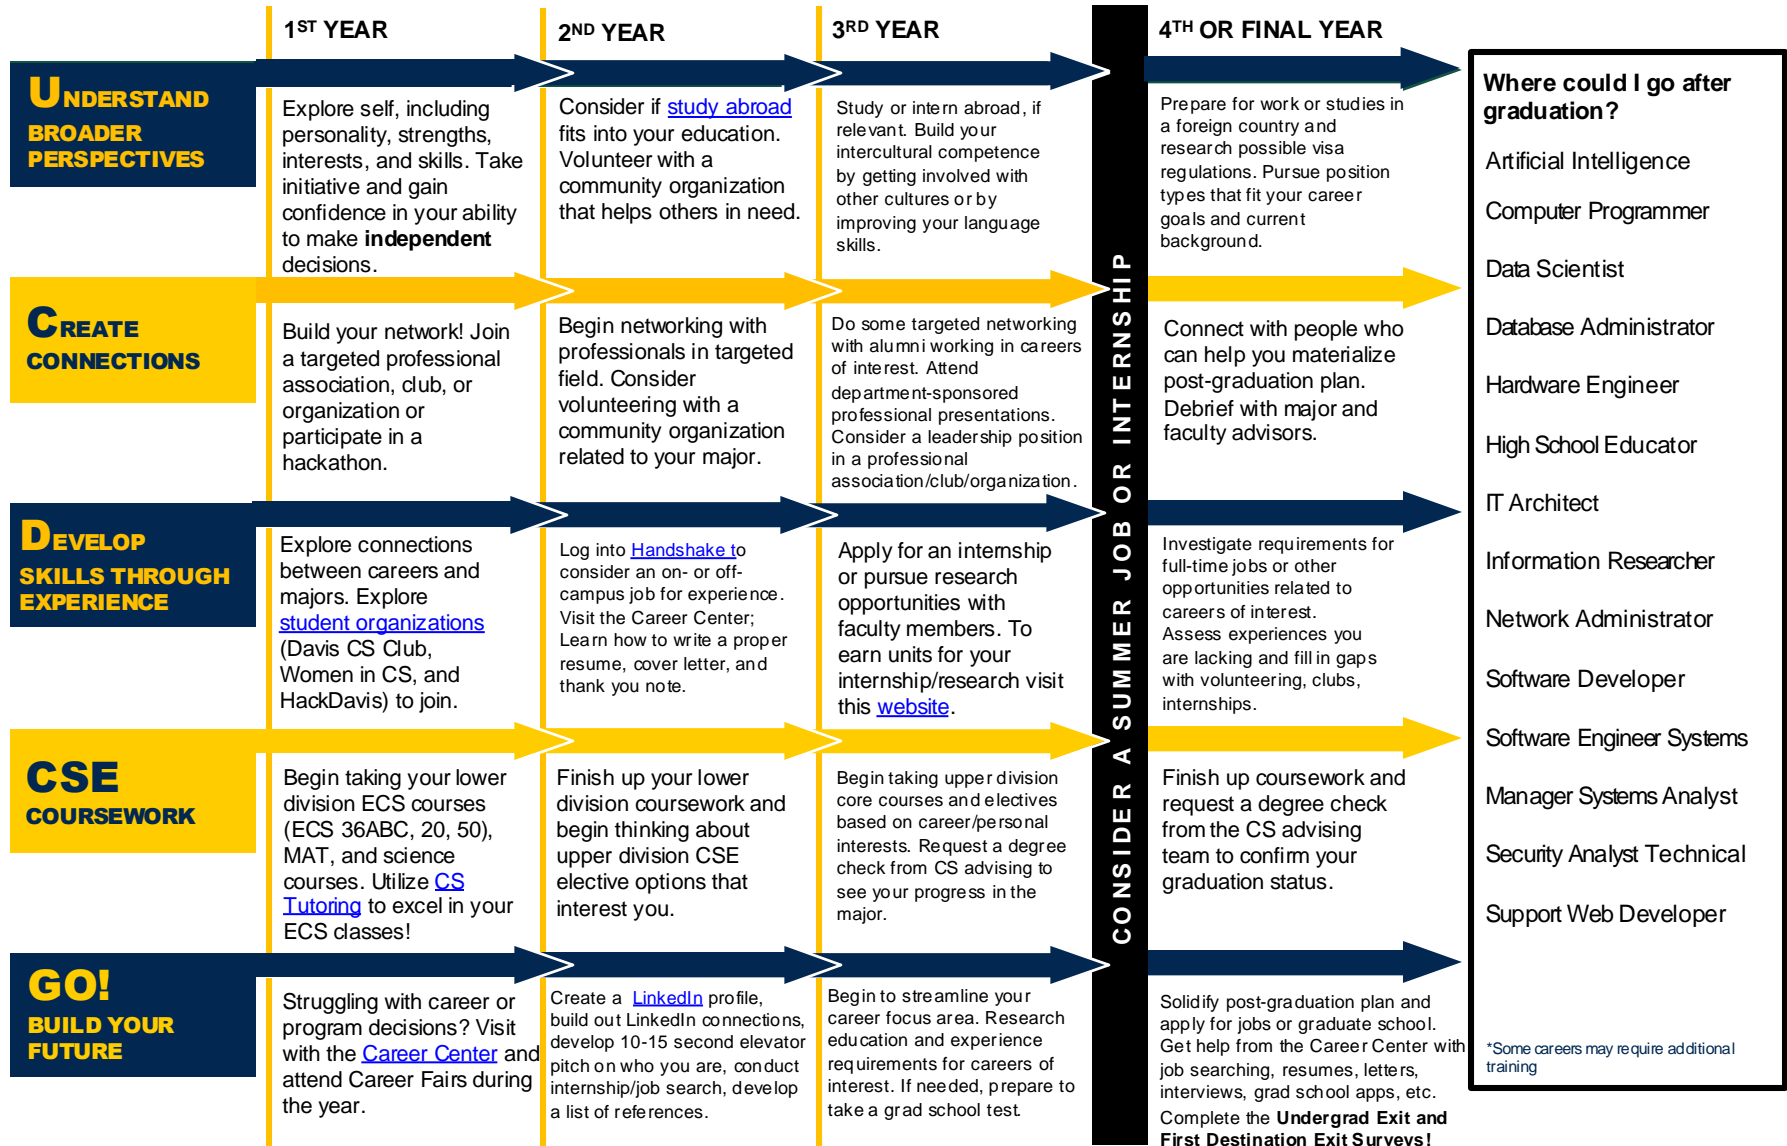 1ST YEAR
2ND YEAR
3RD YEAR
4TH OR FINAL YEAR
UNDERSTAND
BROADER
PERSPECTIVES
Explore self, including
personality, strengths,
interests, and skills. Take
initiative and gain
confidence in your ability
to make independent
decisions.
Consider if study abroad
fits into your education.
Volunteer with a
community organization
that helps others in need.
Study or intern abroad, if
relevant. Build your
intercultural competence
by getting involved with
other cultures or by
improving your language
skills.
Prepare for work or studies in
a foreign country and
research possible visa
regulations. Pursue position
types that fit your career
goals and current
background.
CREATE
CONNECTIONS
Build your network! Join
a targeted professional
association, club, or
organization or
participate in a
hackathon.
Begin networking with
professionals in targeted
field. Consider
volunteering with a
community organization
related to your major.
Do some targeted networking
with alumni working in careers
of interest. Attend
department-sponsored
professional presentations.
Consider a leadership position
in a professional
association/club/organization.
Connect with people who
can help you materialize
post-graduation plan.
Debrief with major and
faculty advisors.
DEVELOP
SKILLS THROUGH
EXPERIENCE
Explore connections
between careers and
majors. Explore
student organizations
(Davis CS Club,
Women in CS, and
HackDavis) to join.
Log into Handshake to
consider an on- or off-
campus job for experience.
Visit the Career Center;
Learn how to write a proper
resume, cover letter, and
thank you note.
Apply for an internship
or pursue research
opportunities with
faculty members. To
earn units for your
internship/research visit
this website.
Investigate requirements for
full-time jobs or other
opportunities related to
careers of interest.
Assess experiences you
are lacking and fill in gaps
with volunteering, clubs,
internships.
CSE
COURSEWORK
Begin taking your lower
division ECS courses
(ECS 36ABC, 20, 50),
MAT, and science
courses. Utilize CS
Tutoring to excel in your
ECS classes!
Finish up your lower
division coursework and
begin thinking about
upper division CSE
elective options that
interest you.
Begin taking upper division
core courses and electives
based on career/personal
interests. Request a degree
check from CS advising to
see your progress in the
major.
Finish up coursework and
request a degree check
from the CS advising
team to confirm your
graduation status.
GO!
BUILD YOUR
FUTURE
Struggling with career or
program decisions? Visit
with the Career Center and
attend Career Fairs during
the year.
Create a LinkedIn profile,
build out LinkedIn connections,
develop 10-15 second elevator
pitch on who you are, conduct
internship/job search, develop
a list of references.
Begin to streamline your
career focus area. Research
education and experience
requirements for careers of
interest. If needed, prepare to
take a grad school test.
Solidify post-graduation plan and
apply for jobs or graduate school.
Get help from the Career Center with
job searching, resumes, letters,
interviews, grad school apps, etc.
Complete the Undergrad Exit and
First Destination Exit Surveys!
CONSIDER A SUMMER JOB OR INTERNSHIP
Where could I go after
graduation?
Artificial Intelligence
Computer Programmer
Data Scientist
Database Administrator
Hardware Engineer
High School Educator
IT Architect
Information Researcher
Network Administrator
Software Developer
Software Engineer Systems
Manager Systems Analyst
Security Analyst Technical
Support Web Developer
*Some careers may require additional
training